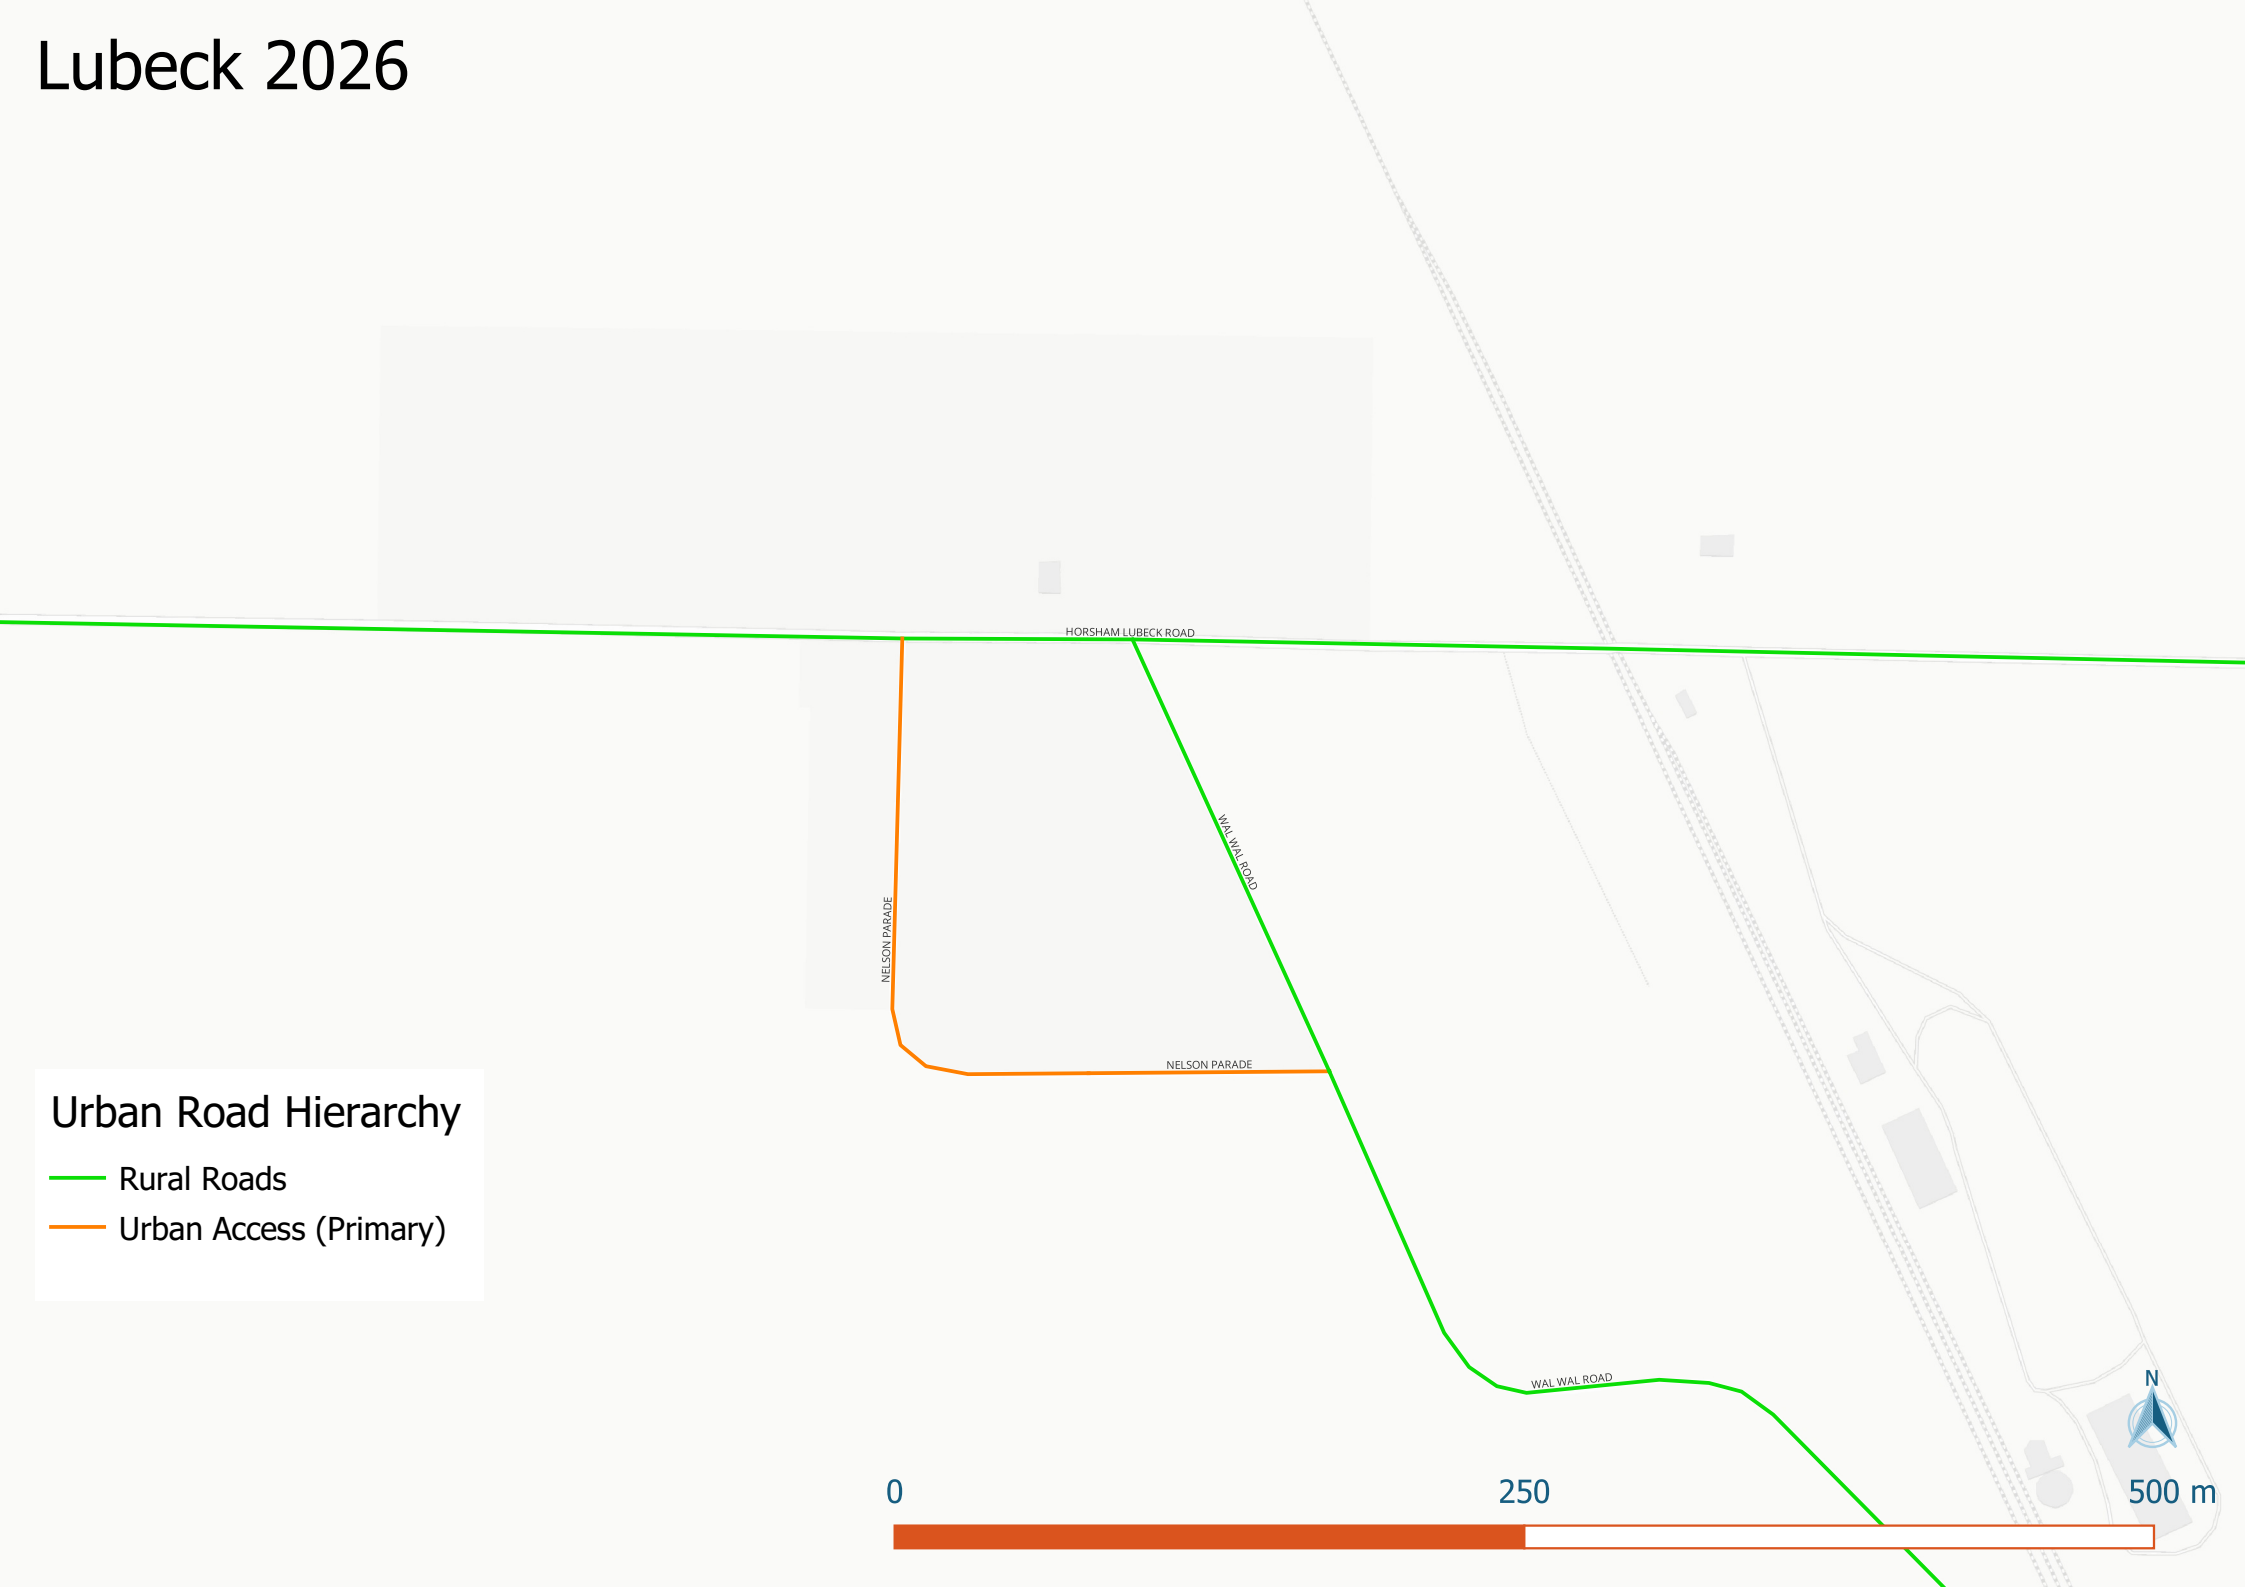 Lubeck 2026
HORSHAM LUBECK ROAD
WAL WAL ROAD
NELSON PARADE
NELSON PARADE
Urban Road Hierarchy
Rural Roads
Urban Access (Primary)
WAL WAL ROAD
N
0 250 500 m